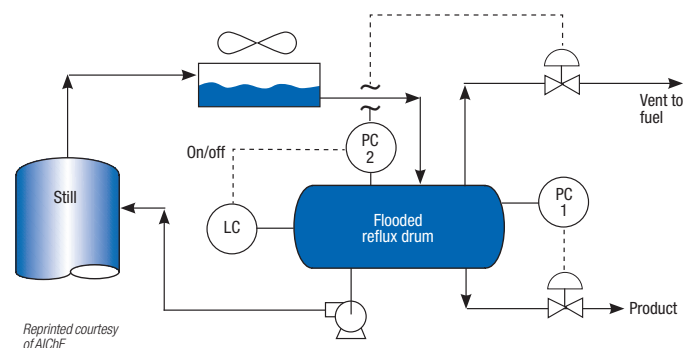 Vent to
fuel
PC
2
On/off
Still
PC
1
LC
Flooded
reflux drum
Product
Reprinted courtesy
of AIChE